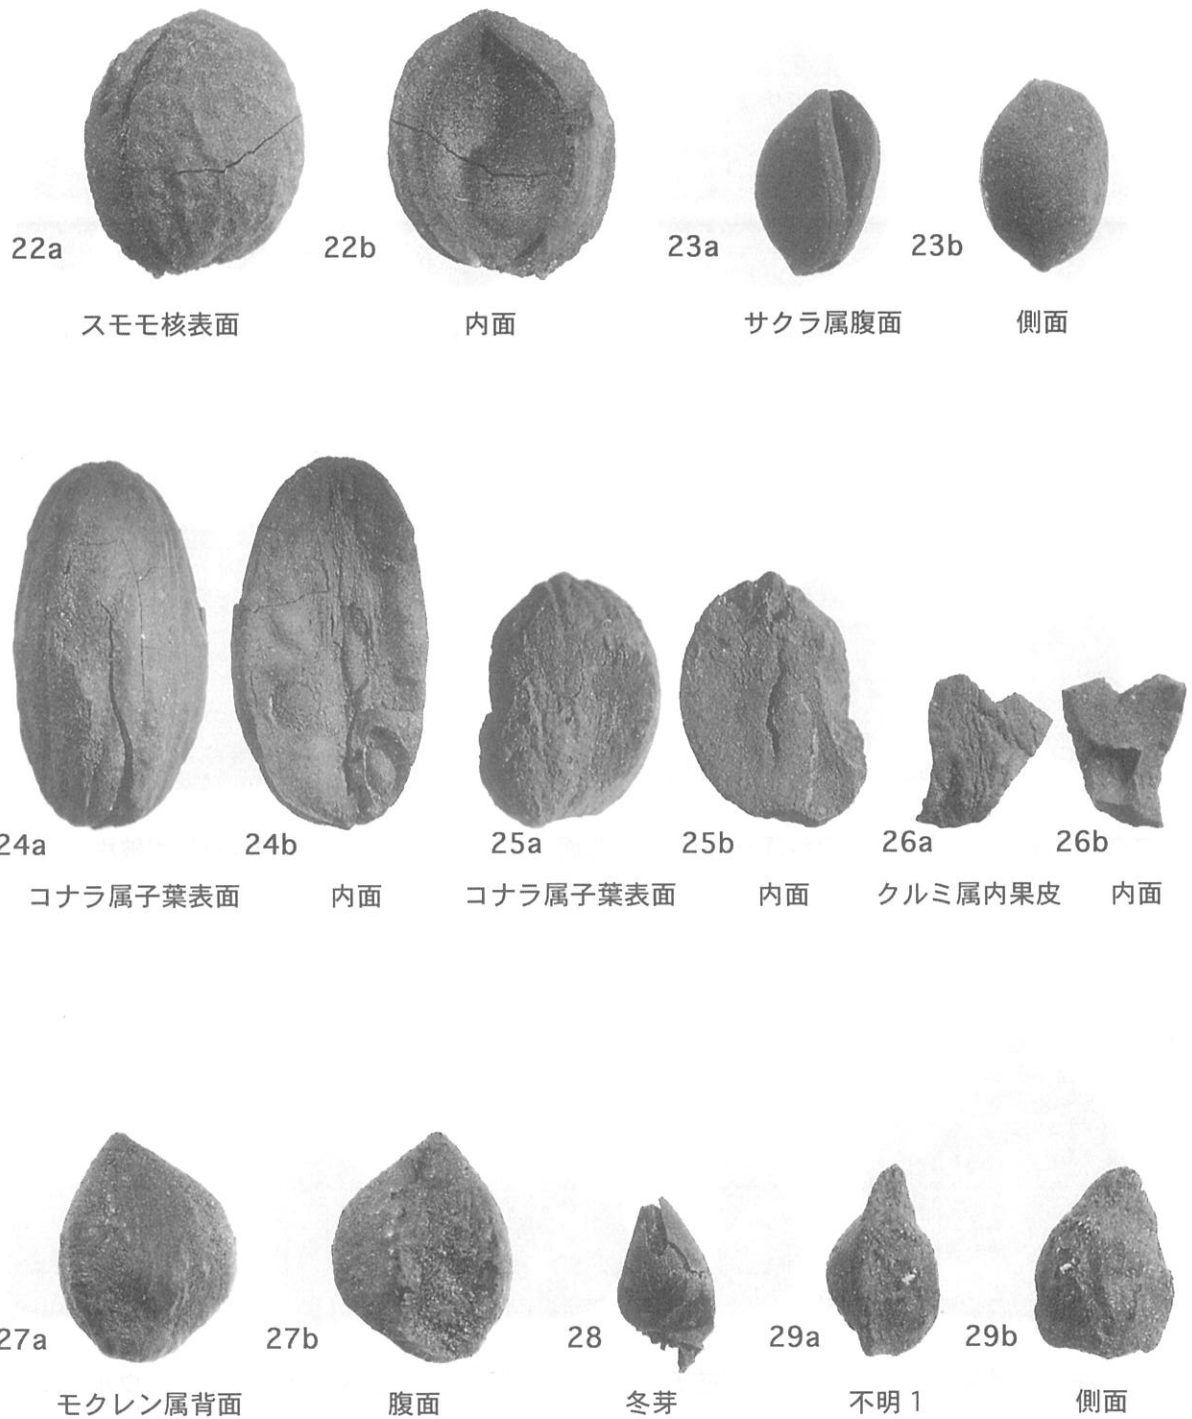 22a 22b 23a 23b
スモモ核表面 内面 サクラ属腹面 側面
24a 24b 25a 25b 26a 26b
コナラ属子葉表面 内面 コナラ属子葉表面 内面 クルミ属内果皮 内面
27a 27b 28 29a 29b
モクレン属背面 腹面 冬芽 不明1 側面